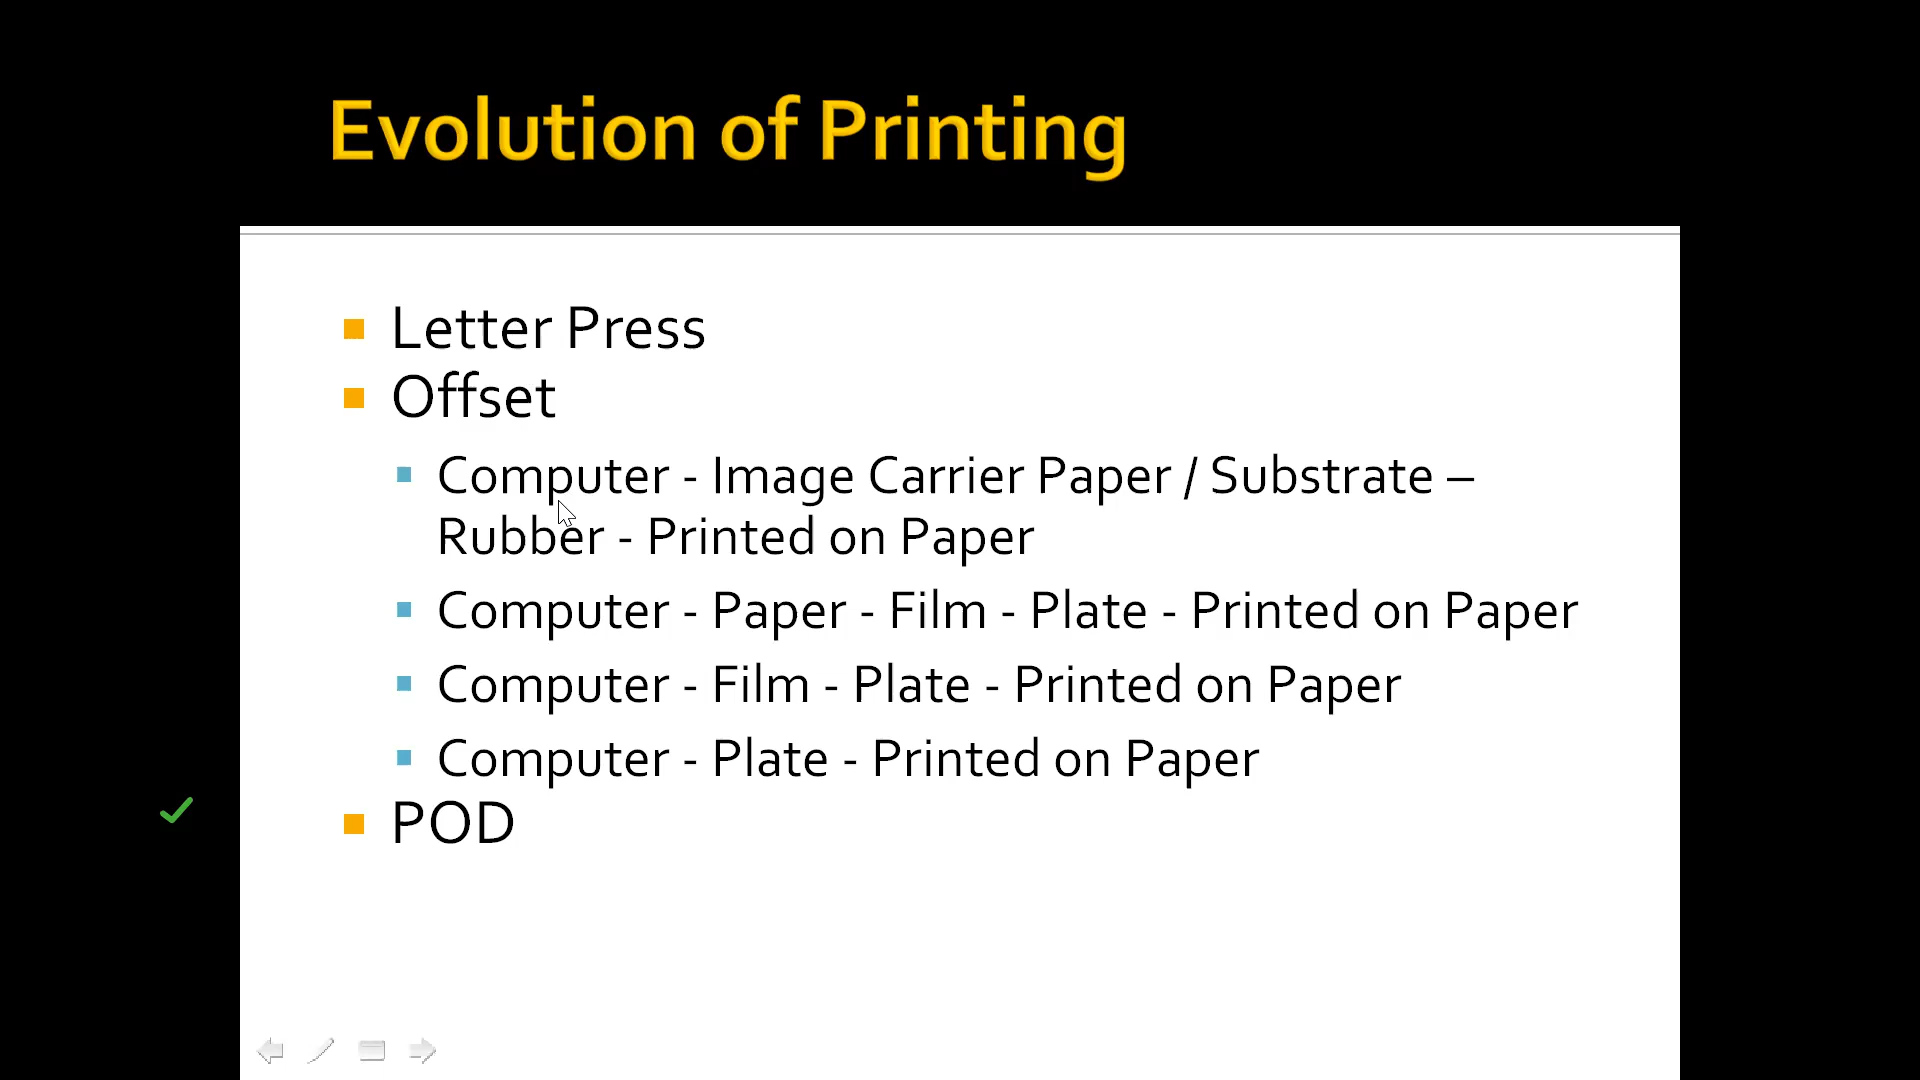 Evolution of Printing
Letter Press
Offset
Computer - Image Carrier Paper / Substrate –
Rubber - Printed on Paper
Computer - Paper - Film - Plate - Printed on Paper
Computer - Film - Plate - Printed on Paper
Computer - Plate - Printed on Paper
POD